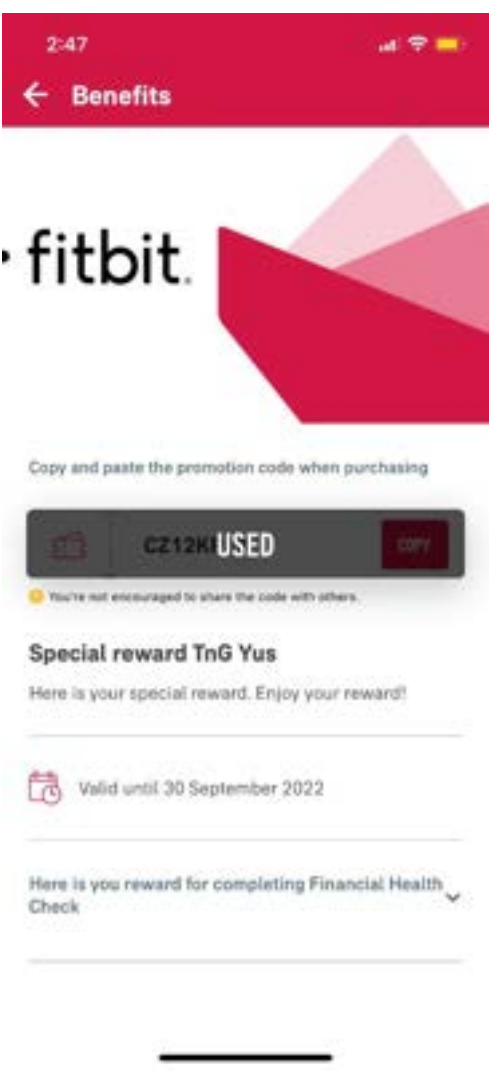 2:47
Benefits
fitbit.
Copy and paste the promotion code when purchasing
USED
COPY
You're not encouraged to share the code with others.
Special reward TnG Yus
Here is your special reward. Enjoy your reward!
Valid until 30 September 2022
Here is you reward for completing Financial Health
Check